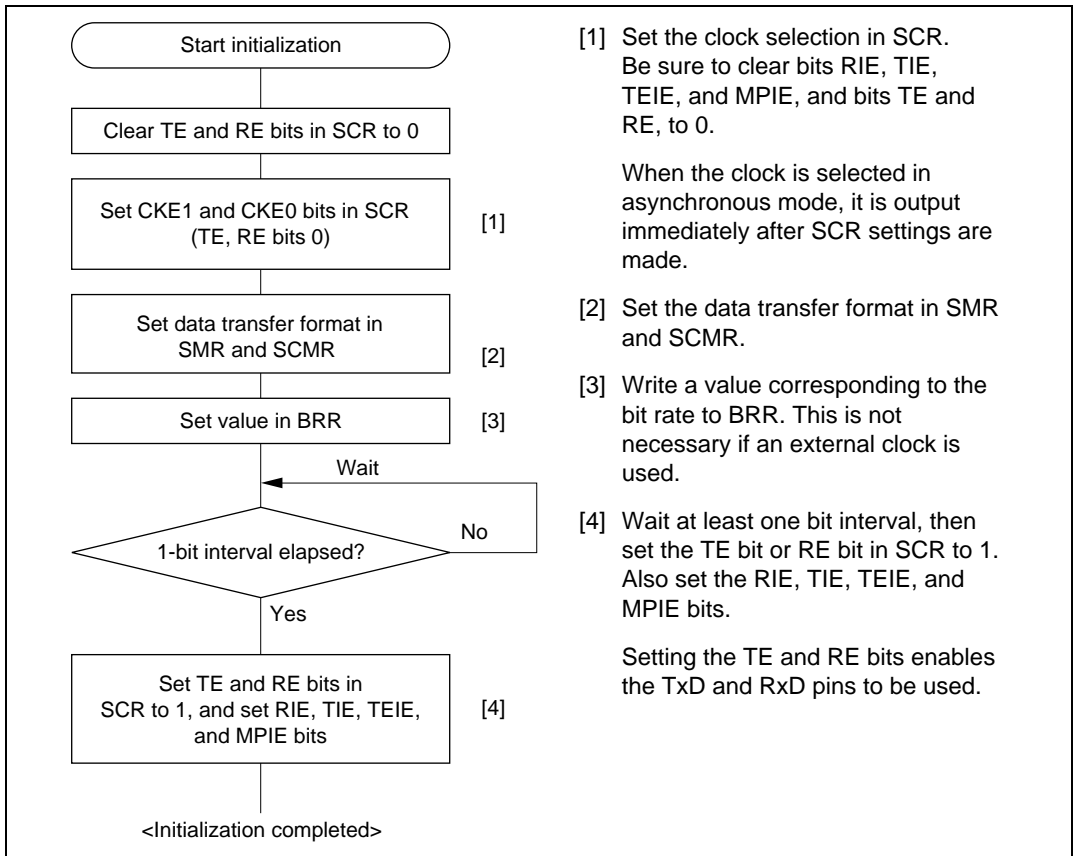 Start initialization
Clear TE and RE bits in SCR to 0
Set CKE1 and CKE0 bits in SCR
(TE, RE bits 0)
[1]
Set data transfer format in
SMR and SCMR
[2]
Set value in BRR
[3]
Wait
1-bit interval elapsed?
No
Yes
Set TE and RE bits in
SCR to 1, and set RIE, TIE, TEIE,
and MPIE bits
[4]
<Initialization completed>
[1] Set the clock selection in SCR.
Be sure to clear bits RIE, TIE,
TEIE, and MPIE, and bits TE and
RE, to 0.
When the clock is selected in
asynchronous mode, it is output
immediately after SCR settings are
made.
[2] Set the data transfer format in SMR
and SCMR.
[3] Write a value corresponding to the
bit rate to BRR. This is not
necessary if an external clock is
used.
[4] Wait at least one bit interval, then
set the TE bit or RE bit in SCR to 1.
Also set the RIE, TIE, TEIE, and
MPIE bits.
Setting the TE and RE bits enables
the TxD and RxD pins to be used.